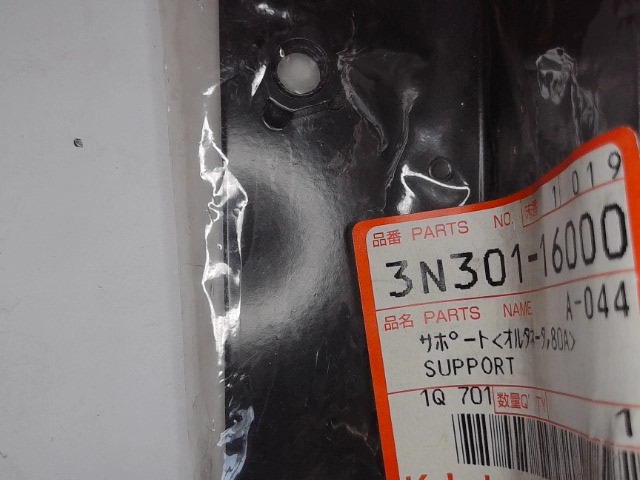 品番 PARTS NO. 1019
3N301-16000
品名 PARTS NAME A-044
サポート<オルタネータ,80A>
SUPPORT
1Q 701 数量Q'TY 1